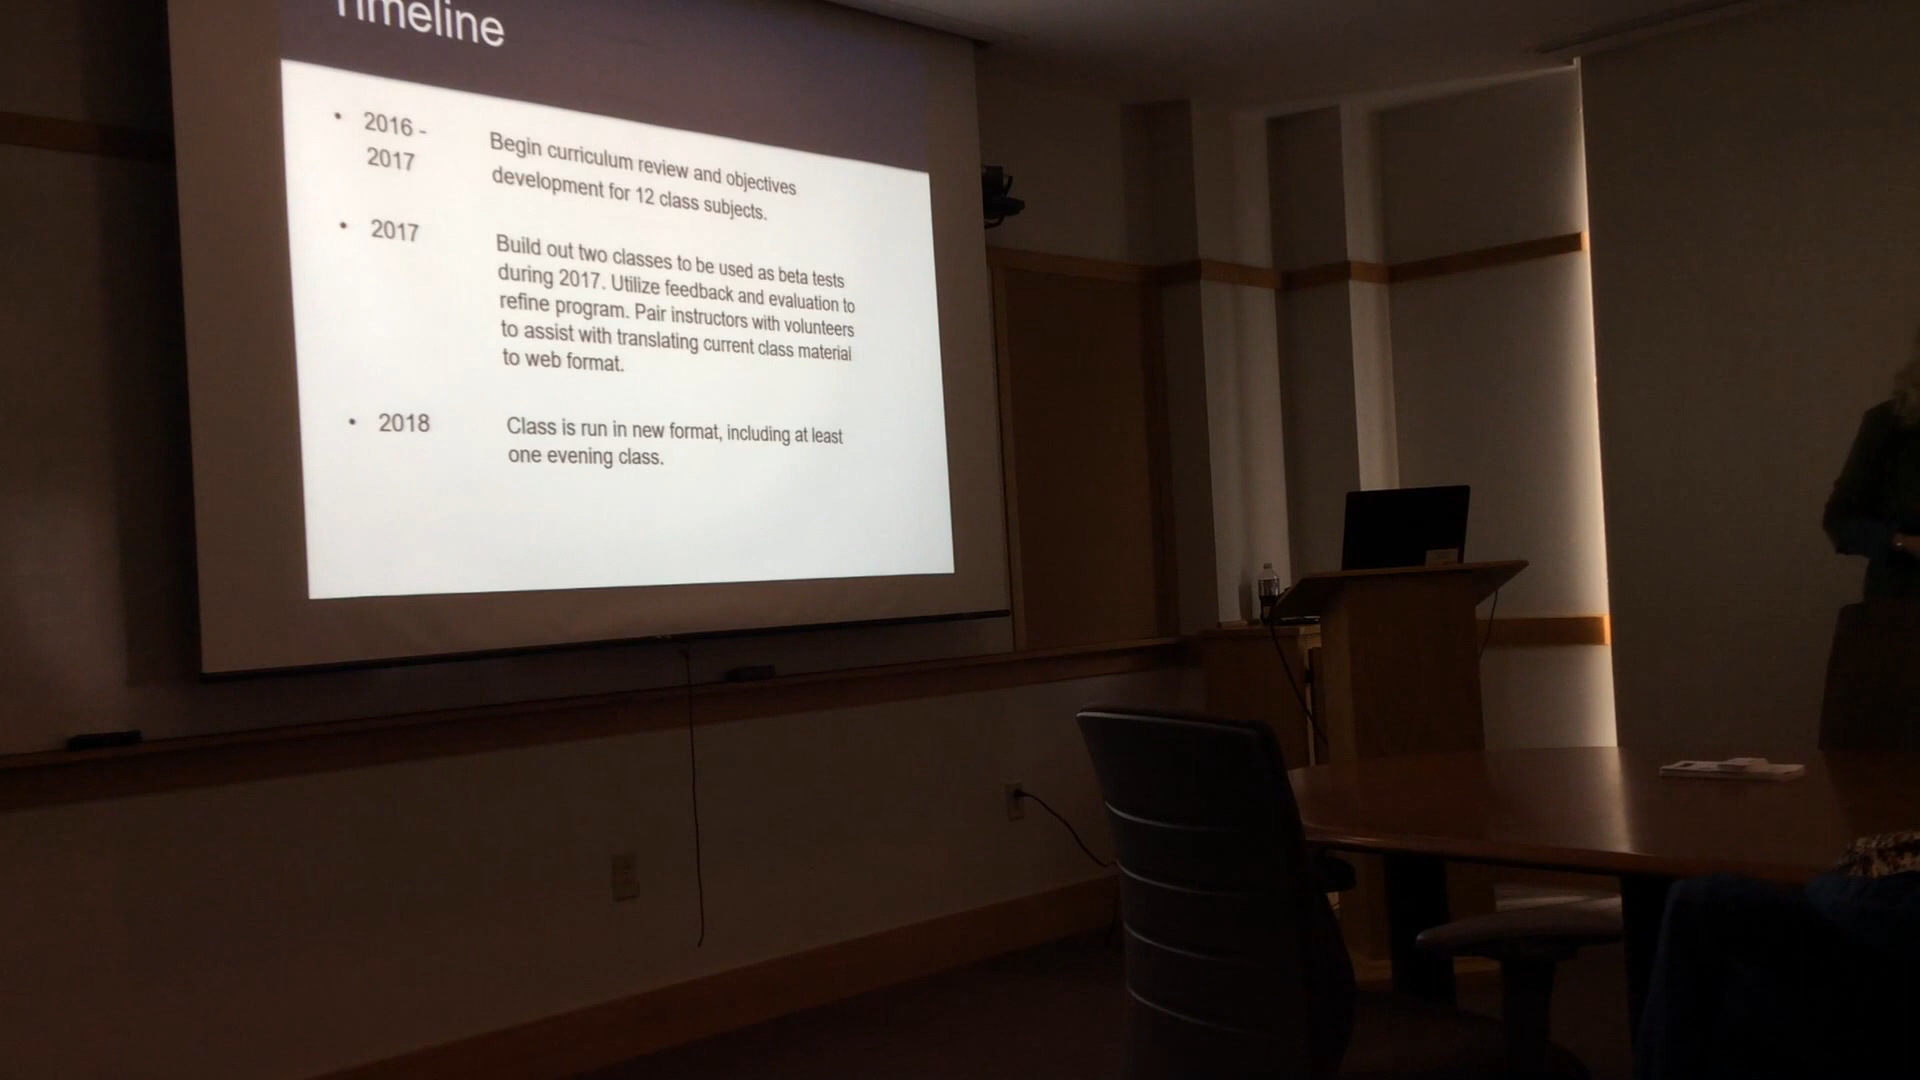 Timeline
• 2016 -
2017
Begin curriculum review and objectives
development for 12 class subjects.
• 2017
Build out two classes to be used as beta tests
during 2017. Utilize feedback and evaluation to
refine program. Pair instructors with volunteers
to assist with translating current class material
to web format.
• 2018
Class is run in new format, including at least
one evening class.